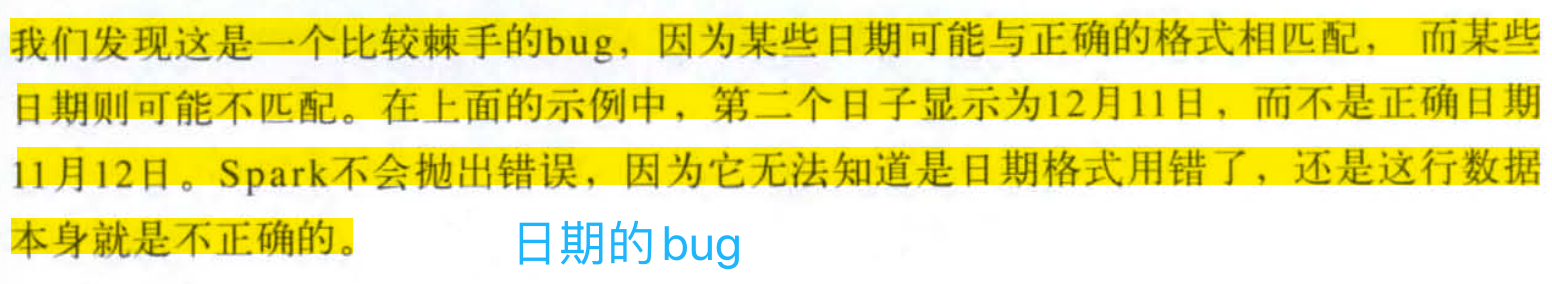 我们发现这是一个比较棘手的bug，因为某些日期可能与正确的格式相匹配， 而某些
日期则可能不匹配。在上面的示例中，第二个日子显示为12月11日，而不是正确日期
11月12日。Spark不会抛出错误，因为它无法知道是日期格式用错了，还是这行数据
本身就是不正确的。
日期的bug